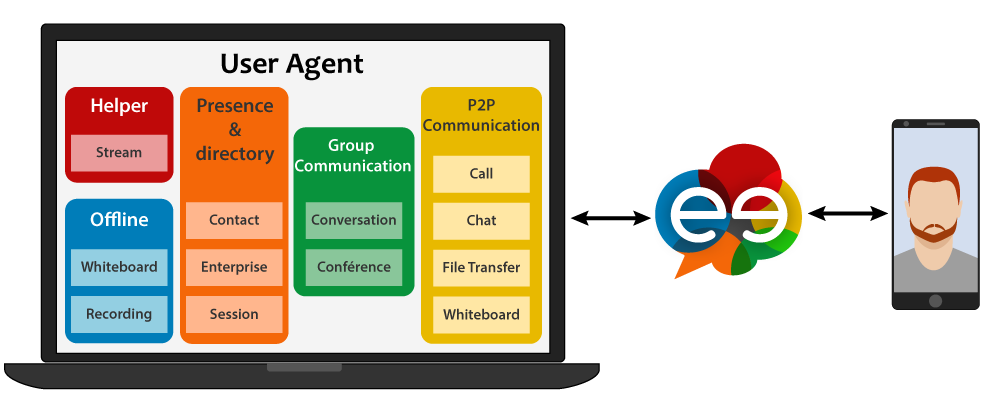 User Agent
Helper
Stream
Offline
Whiteboard
Recording
Presence
&
directory
Contact
Enterprise
Session
Group
Communication
Conversation
Conférence
P2P
Communication
Call
Chat
File Transfer
Whiteboard